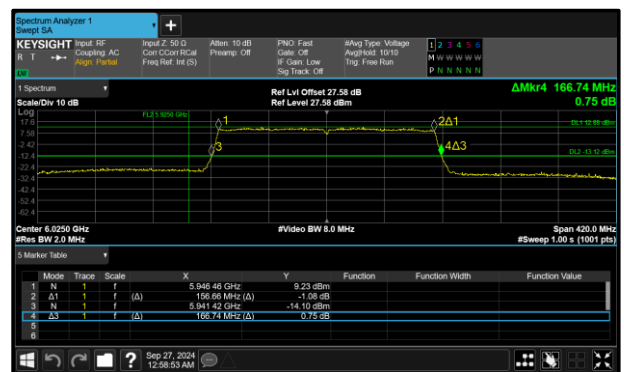 Spectrum Analyzer 1
Swept SA
KEYSIGHT
R T
Input: RF
Coupling: AC
Align: Partial
Input Z: 50 Ω
Corr CCorr RCal
Freq Ref: Int (S)
Atten: 10 dB
Preamp: Off
PNO: Fast
Gate: Off
IF Gain: Low
Sig Track: Off
#Avg Type: Voltage
Avg|Hold: 10/10
Trig: Free Run
1 2 3 4 5 6
M W W W W W
P N N N N N
1 Spectrum
Scale/Div 10 dB
Ref Lvl Offset 27.58 dB
Ref Level 27.58 dBm
ΔMkr4 166.74 MHz
0.75 dB
Log
17.6
7.58
-2.42
-12.4
-22.4
-32.4
-42.4
-52.4
-62.4
FL2 5.9250 GHz
1
2Δ1
3
4Δ3
DL1 12.88 dBm
DL2 -13.12 dBm
Center 6.0250 GHz
#Res BW 2.0 MHz
#Video BW 8.0 MHz
Span 420.0 MHz
#Sweep 1.00 s (1001 pts)
5 Marker Table
Mode Trace Scale X Y Function Function Width Function Value
1 N 1 f 5.946 46 GHz 9.23 dBm
2 Δ1 1 f (Δ) 156.66 MHz (Δ) -1.08 dB
3 N 1 f 5.941 42 GHz -14.10 dBm
4 Δ3 1 f (Δ) 166.74 MHz (Δ) 0.75 dB
5
6
?
Sep 27, 2024
12:58:53 AM